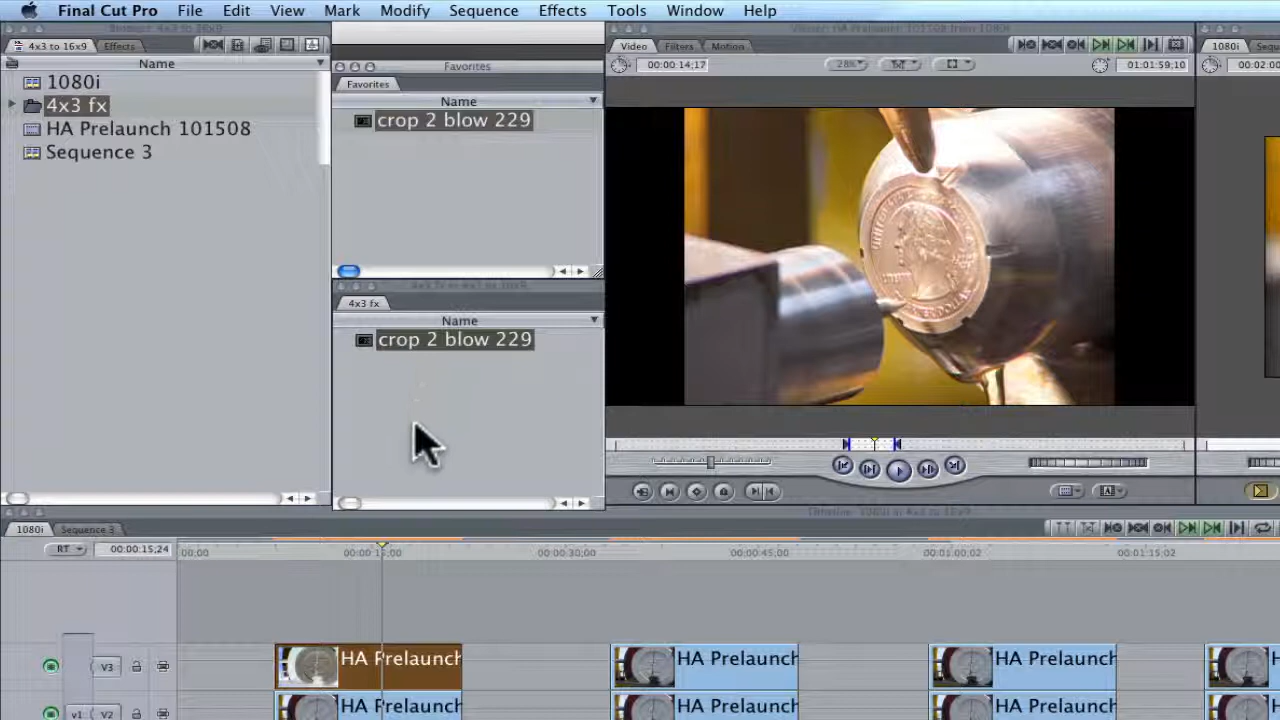 Final Cut Pro File Edit View Mark Modify Sequence Effects Tools Window Help
4x3 to 16x9 Effects
Name
1080i
4x3 fx
HA Prelaunch 101508
Sequence 3
Favorites
Favorites
Name
crop 2 blow 229
4x3 fx
Name
crop 2 blow 229
Video Filters Motion
00:00:14;17 28% 01:01:59;10
1080i Sequ
00:02:0
1080i Sequence 3
RT 00:00:15;24 00:00 00:00:15;00 00:00:30;00 00:00:45;00 00:01:00;02 00:01:15;02
V3 HA Prelaunch HA Prelaunch HA Prelaunch H
v1 V2 HA Prelaunch HA Prelaunch HA Prelaunch H